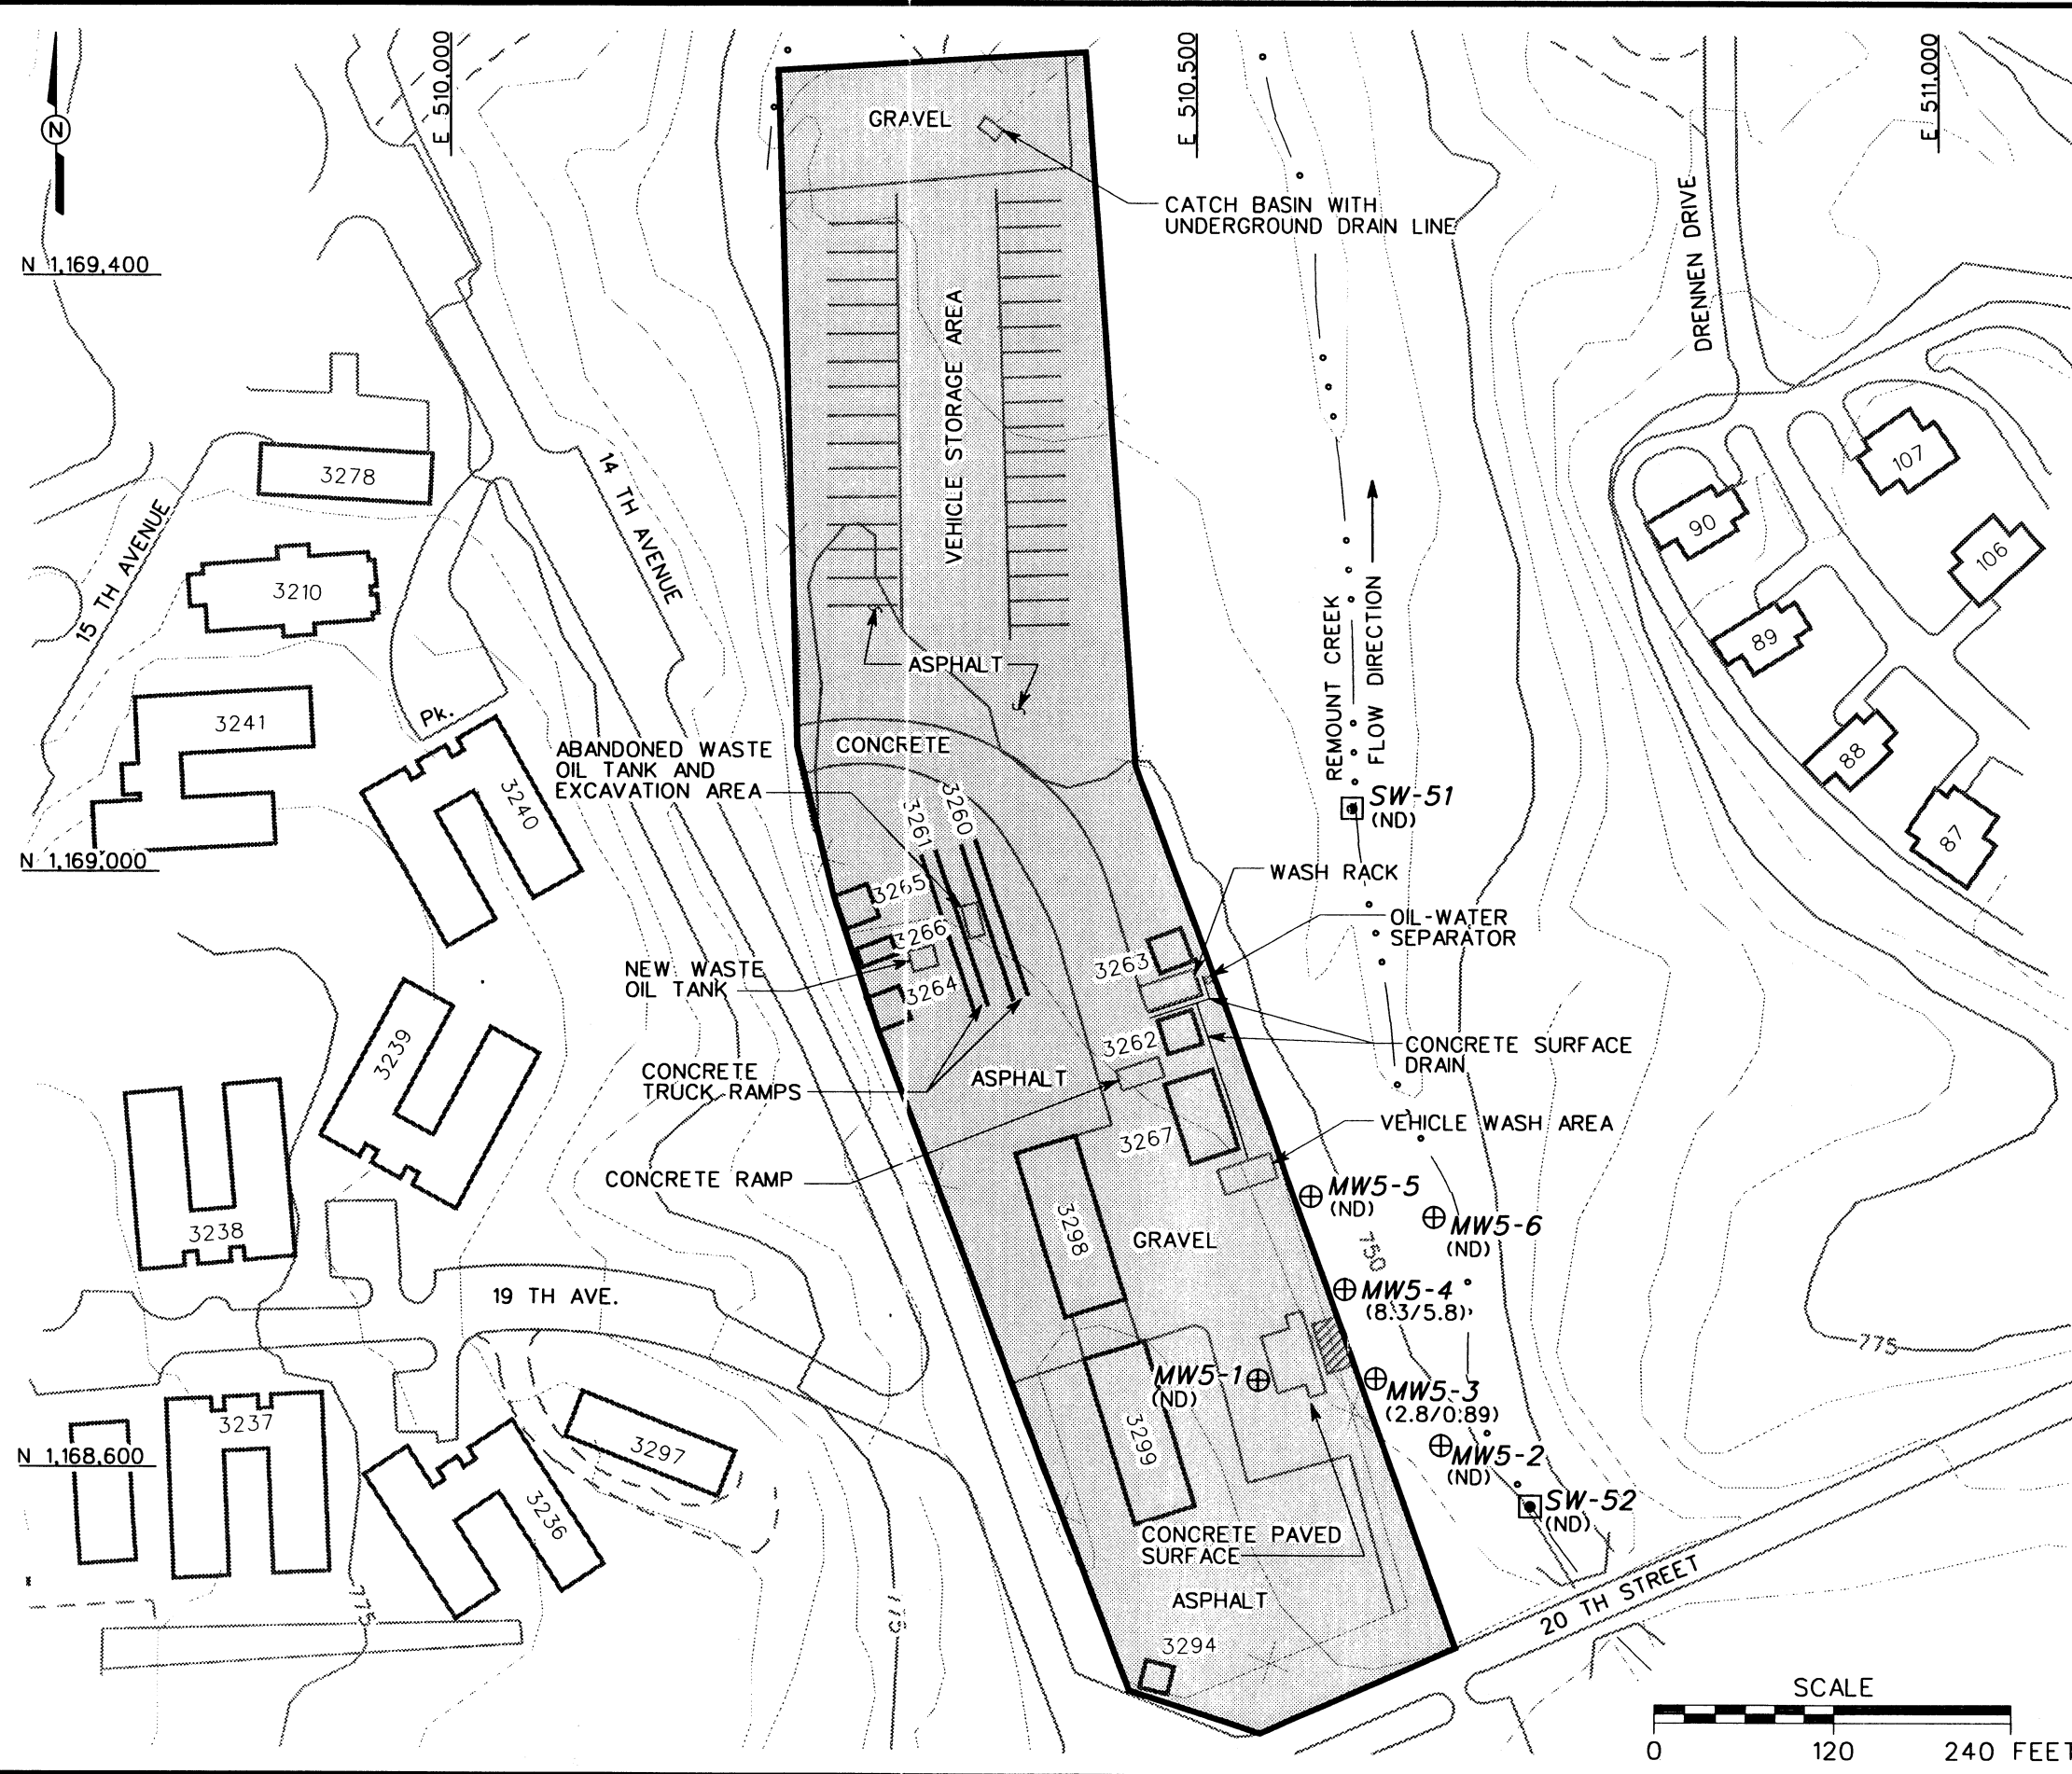 E 510,000
E 510,500
E 511,000
N
GRAVEL
CATCH BASIN WITH
UNDERGROUND DRAIN LINE
DRENNEN DRIVE
N 1,169,400
VEHICLE STORAGE AREA
14 TH AVENUE
15 TH AVENUE
3278
3210
107
90
106
89
88
87
REMOUNT CREEK
FLOW DIRECTION
ASPHALT
3241
Pk.
3240
CONCRETE
ABANDONED WASTE
OIL TANK AND
EXCAVATION AREA
SW-51
(ND)
3261
3260
N 1,169,000
WASH RACK
3265
OIL-WATER
SEPARATOR
3266
3263
NEW WASTE
OIL TANK
3264
3262
CONCRETE SURFACE
DRAIN
3239
CONCRETE
TRUCK RAMPS
ASPHALT
3267
VEHICLE WASH AREA
CONCRETE RAMP
MW5-5
(ND)
MW5-6
(ND)
3238
3298
GRAVEL
750
MW5-4
(8.3/5.8)
19 TH AVE.
775
MW5-1
(ND)
MW5-3
(2.8/0.89)
3237
3297
3299
MW5-2
(ND)
N 1,168,600
SW-52
(ND)
3236
CONCRETE PAVED
SURFACE
775
775
ASPHALT
20 TH STREET
3294
SCALE
0 120 240 FEET